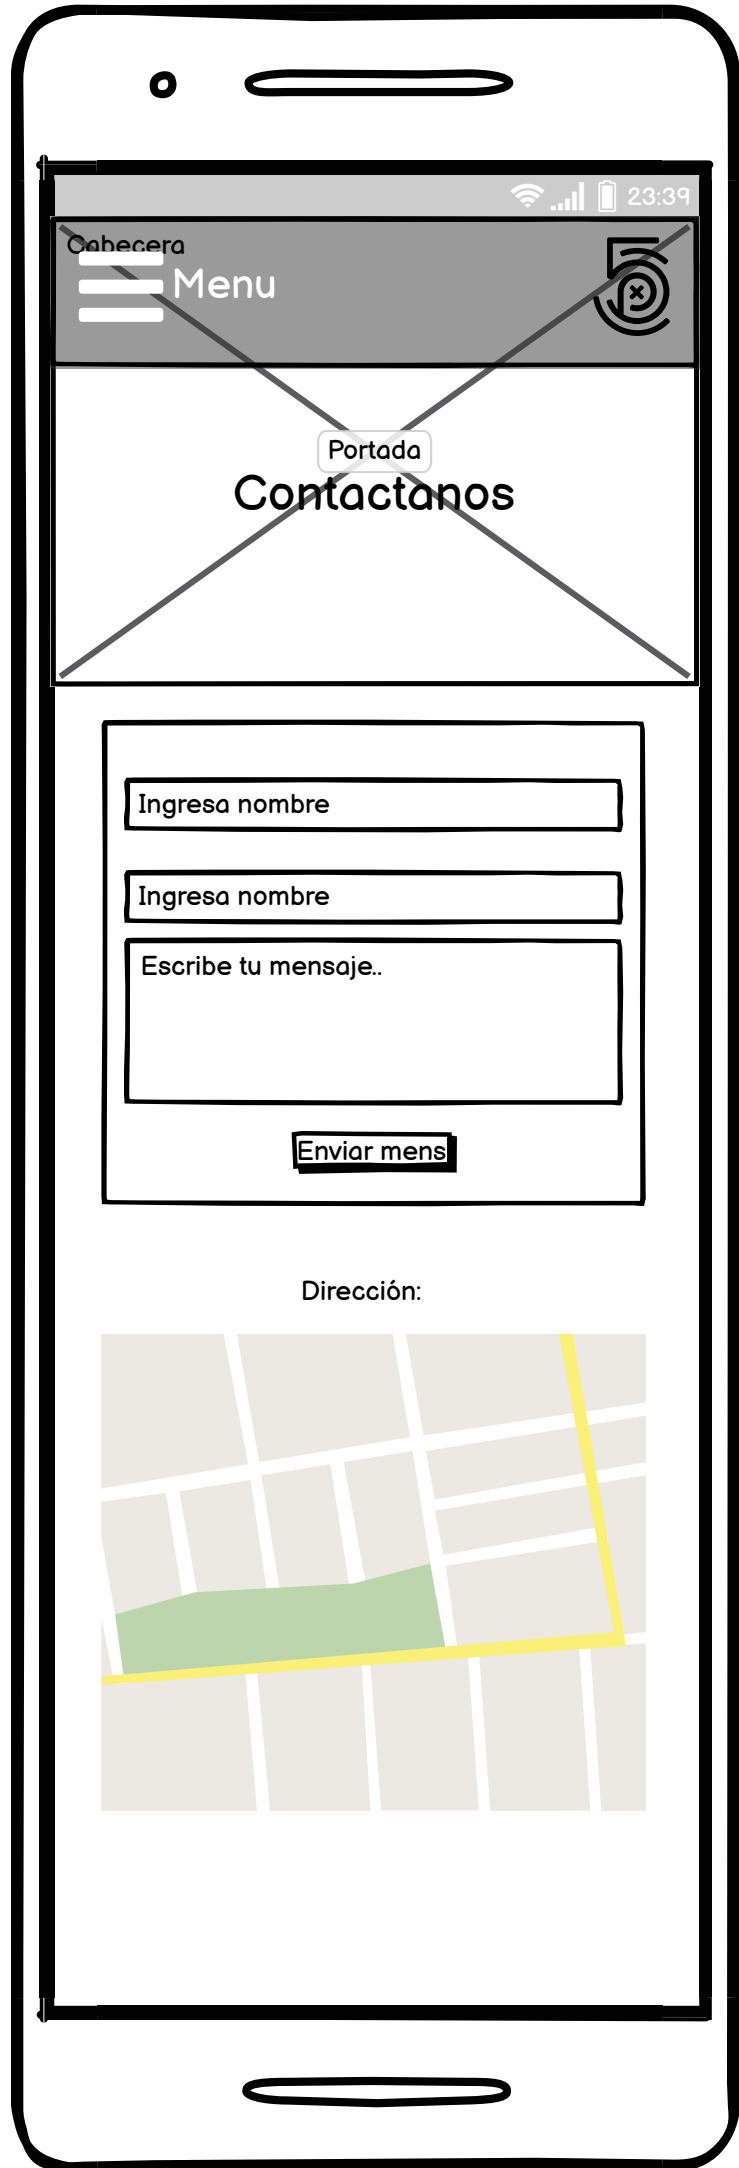 23:39
Cabecera
Menu
Portada
Contactanos
Ingresa nombre
Ingresa nombre
Escribe tu mensaje..
Enviar mens
Dirección: